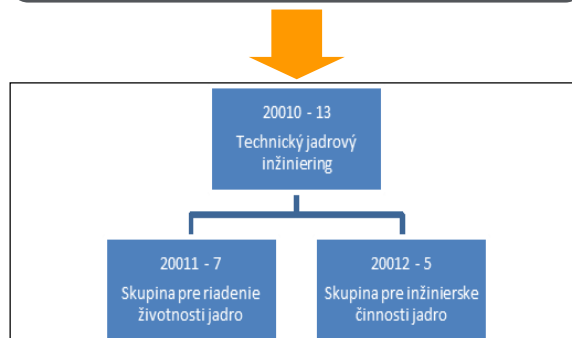 20010 - 13
Technický jadrový
inžiniering
20011 - 7
Skupina pre riadenie
životnosti jadro
20012 - 5
Skupina pre inžinierske
činnosti jadro